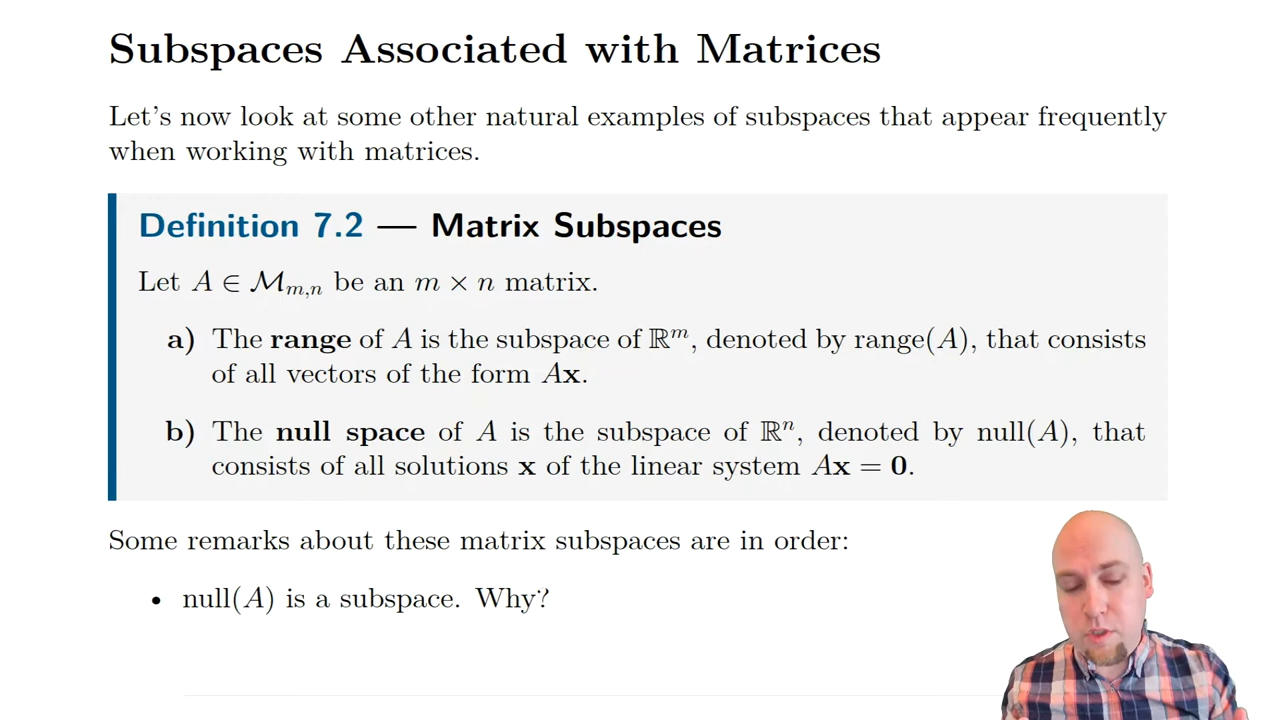 Subspaces Associated with Matrices
Let's now look at some other natural examples of subspaces that appear frequently
when working with matrices.
Definition 7.2 — Matrix Subspaces
Let A ∈ ℳₘ,ₙ be an m × n matrix.
a) The range of A is the subspace of ℝᵐ, denoted by range(A), that consists
of all vectors of the form Ax.
b) The null space of A is the subspace of ℝⁿ, denoted by null(A), that
consists of all solutions x of the linear system Ax = 0.
Some remarks about these matrix subspaces are in order:
• null(A) is a subspace. Why?